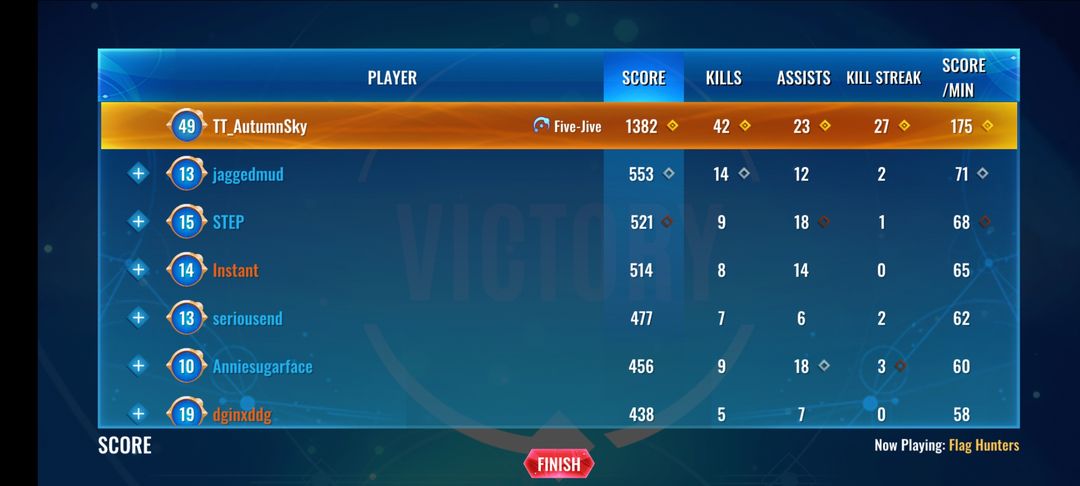 PLAYER SCORE KILLS ASSISTS KILL STREAK SCORE /MIN
49 TT_AutumnSky Five-Jive 1382 42 23 27 175
13 jaggedmud 553 14 12 2 71
15 STEP 521 9 18 1 68
14 Instant 514 8 14 0 65
13 seriousend 477 7 6 2 62
10 Anniesugarface 456 9 18 3 60
19 dginxddg 438 5 7 0 58
VICTORY
SCORE
Now Playing: Flag Hunters
FINISH